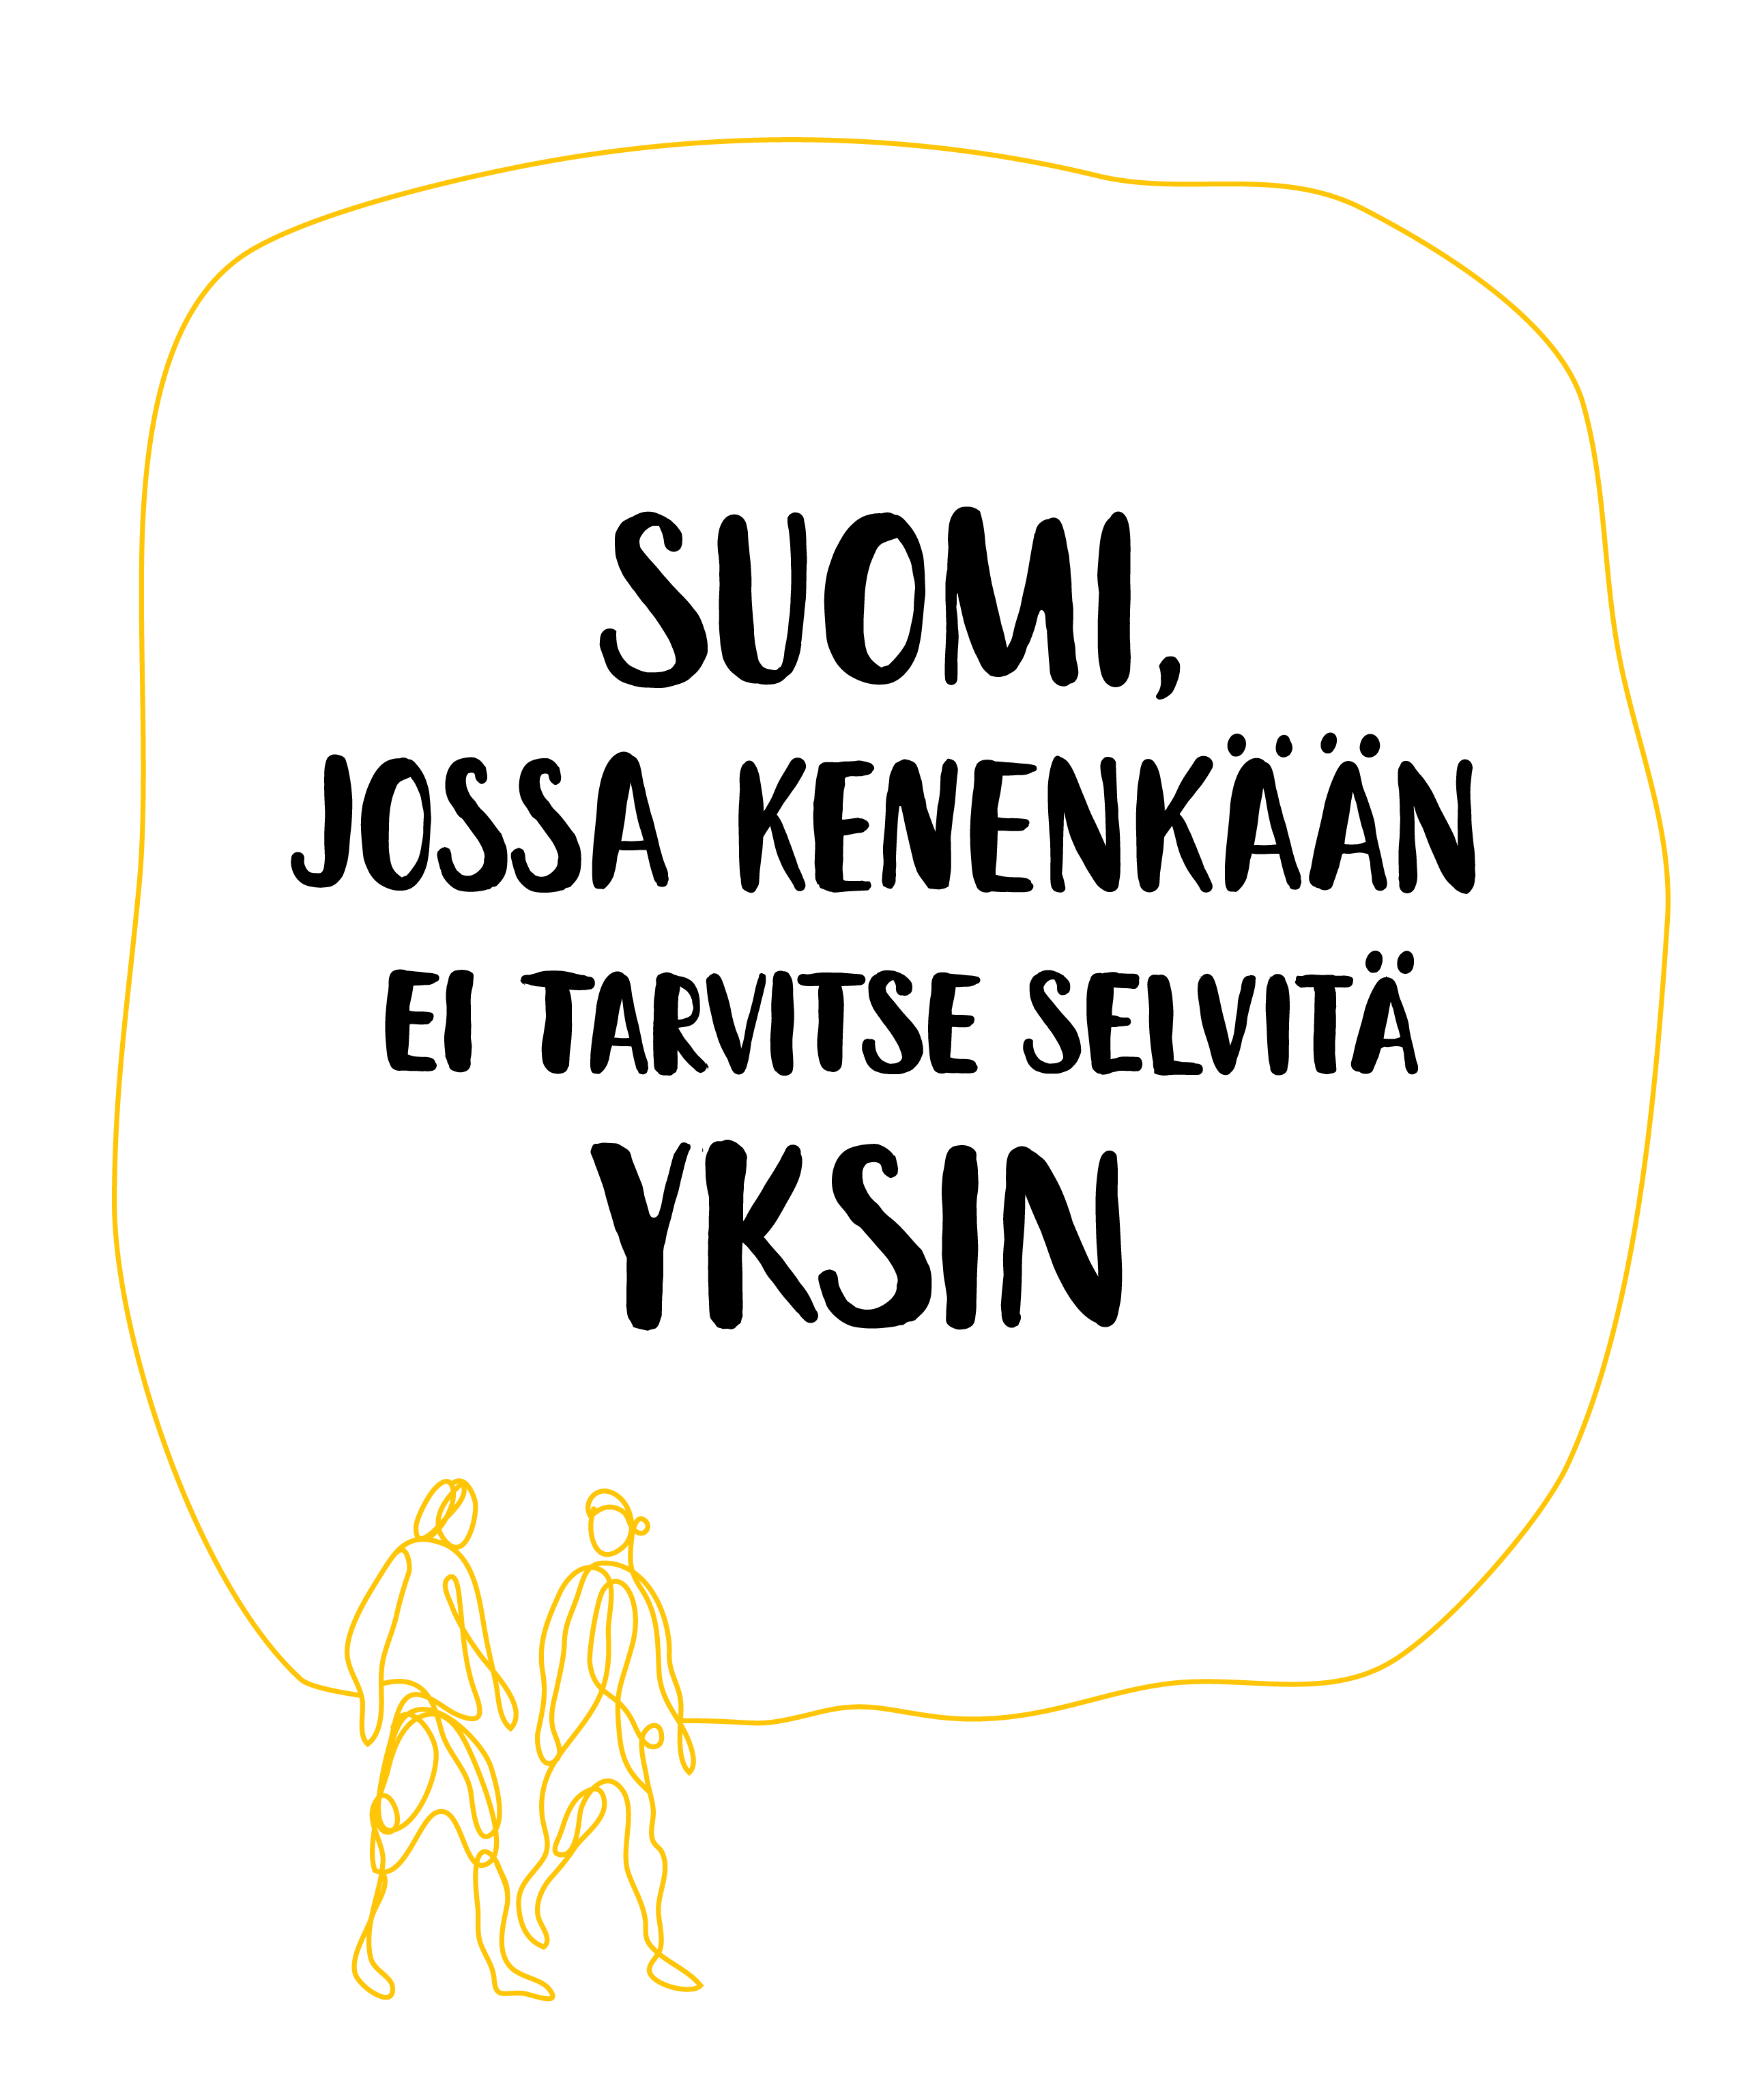 SUOMI,
JOSSA KENENKÄÄN
EI TARVITSE SELVITÄ
YKSIN